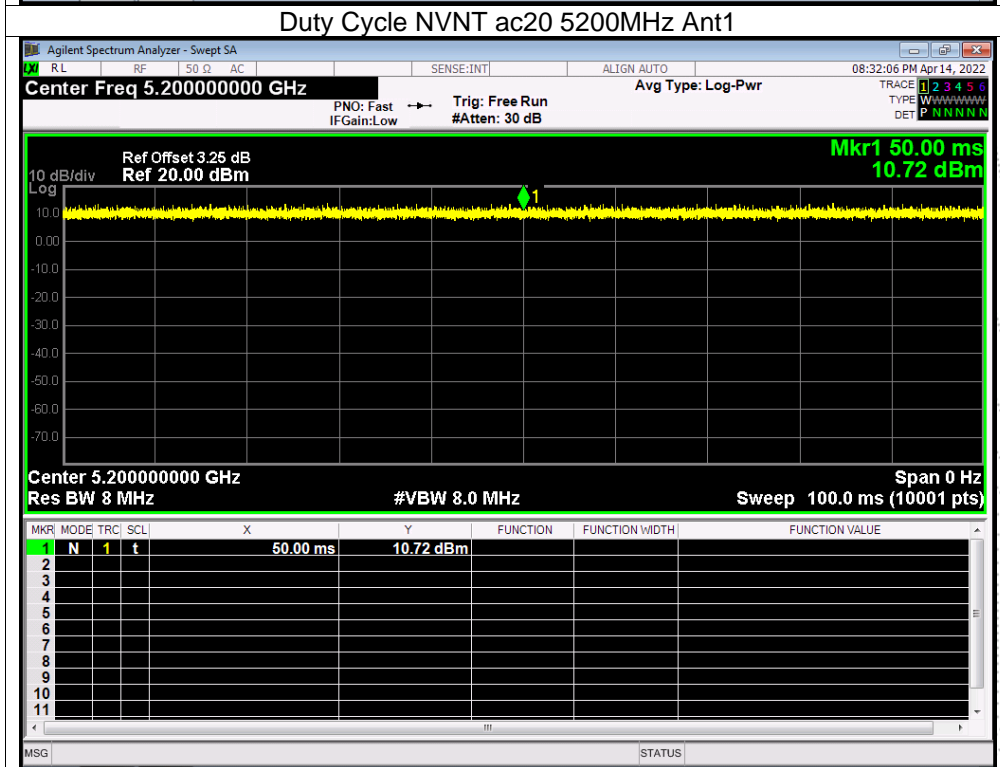 Duty Cycle NVNT ac20 5200MHz Ant1
Agilent Spectrum Analyzer - Swept SA
LXI RL RF 50 Ω AC SENSE:INT ALIGN AUTO 08:32:06 PM Apr 14, 2022
Center Freq 5.200000000 GHz Avg Type: Log-Pwr TRACE 1 2 3 4 5 6
PNO: Fast Trig: Free Run TYPE WWWWWWW
IFGain:Low #Atten: 30 dB DET P N N N N N
Ref Offset 3.25 dB Mkr1 50.00 ms
10 dB/div Ref 20.00 dBm 10.72 dBm
Log
1
10.0
0.00
-10.0
-20.0
-30.0
-40.0
-50.0
-60.0
-70.0
Center 5.200000000 GHz Span 0 Hz
Res BW 8 MHz #VBW 8.0 MHz Sweep 100.0 ms (10001 pts)
MKR MODE TRC SCL X Y FUNCTION FUNCTION WIDTH FUNCTION VALUE
1 N 1 t 50.00 ms 10.72 dBm
2
3
4
5
6
7
8
9
10
11
MSG STATUS